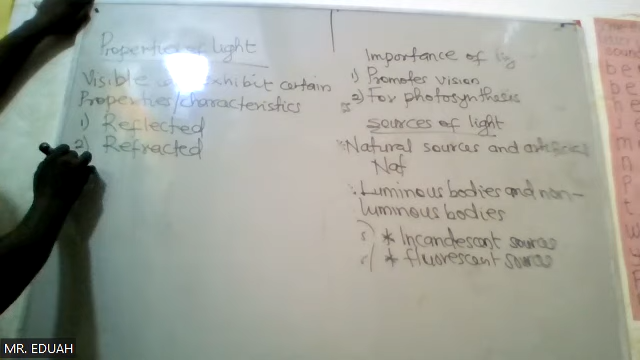 Properties of light
Visible exhibit certain
Properties/characteristics
1) Reflected
2) Refracted
Importance of
1) Promotes vision
2) For photosynthesis
Sources of light
Natural sources and artificial
Nat
Luminous bodies and non-
luminous bodies
i) * Incandescent sources
ii) * fluorescent sources
MR. EDUAH